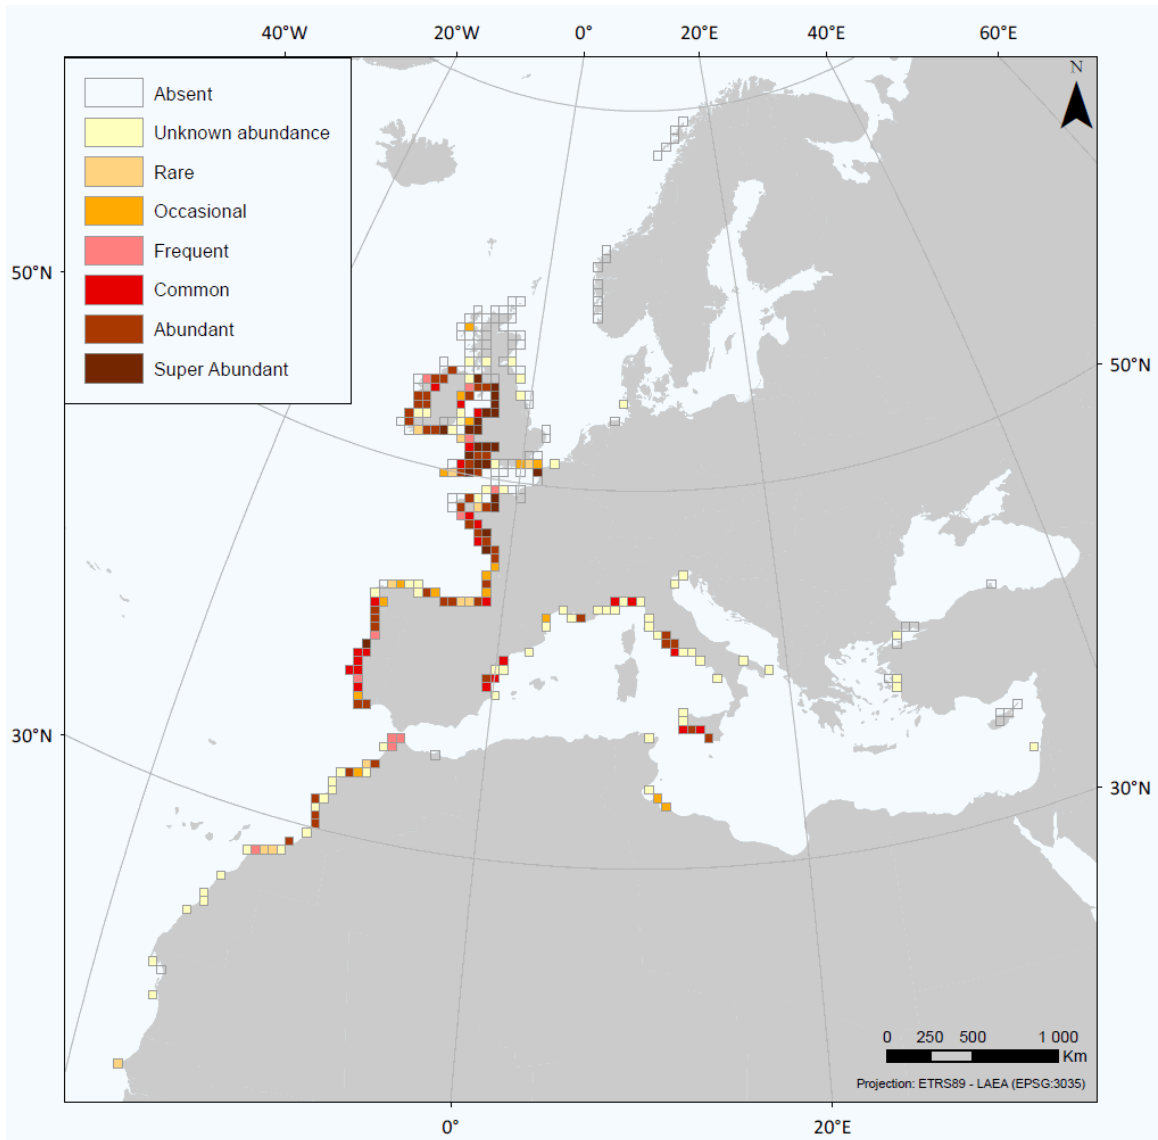 40°W 20°W 0° 20°E 40°E 60°E
N
Absent
Unknown abundance
Rare
Occasional
Frequent
Common
Abundant
Super Abundant
50°N
50°N
30°N
30°N
0 250 500 1 000
Km
Projection: ETRS89 - LAEA (EPSG:3035)
0° 20°E